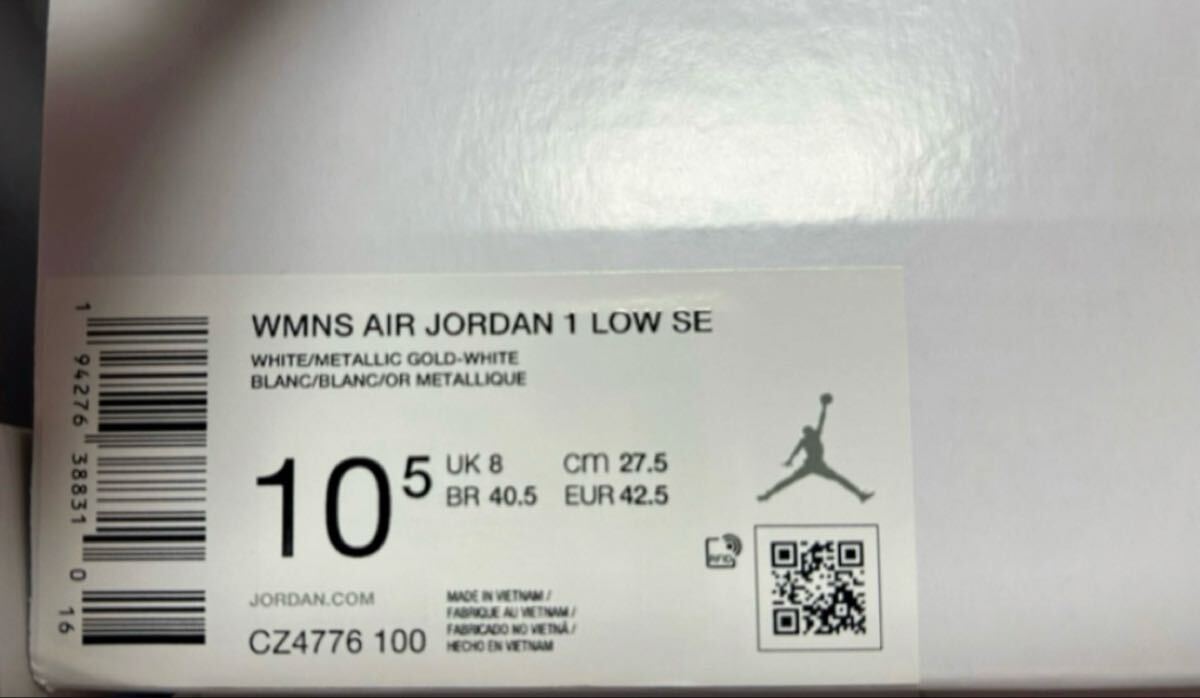 WMNS AIR JORDAN 1 LOW SE
WHITE/METALLIC GOLD-WHITE
BLANC/BLANC/OR METALLIQUE
10 5
UK 8 cm 27.5
BR 40.5 EUR 42.5
RFID
JORDAN.COM
CZ4776 100
MADE IN VIETNAM /
FABRIQUE AU VIETNAM /
FABRICADO NO VIETNÃ /
HECHO EN VIETNAM
1 94276 38831 0 16